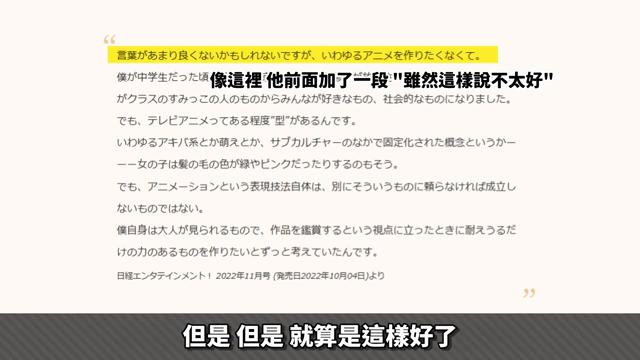 “
言葉があまり良くないかもしれないですが、いわゆるアニメを作りたくなくて。
僕が中学生だった頃
像這裡 他前面加了一段 "雖然這樣說不太好"
がクラスのすみっこの人のものからみんなが好きなもの、社会的なものになりました。
でも、テレビアニメってある程度“型”があるんです。
いわゆるアキバ系とか萌えとか、サブカルチャーのなかで固定化された概念というかー
ーー女の子は髪の毛の色が緑やピンクだったりするのもそう。
でも、アニメーションという表現技法自体は、別にそういうものに頼らなければ成立し
ないものではない。
僕自身は大人が見られるもので、作品を鑑賞するという視点に立ったときに耐えうるだ
けの力のあるものを作りたいとずっと考えていたんです。
日経エンタテインメント！ 2022年11月号 (発売日2022年10月04日)より
”
但是 但是 就算是這樣好了